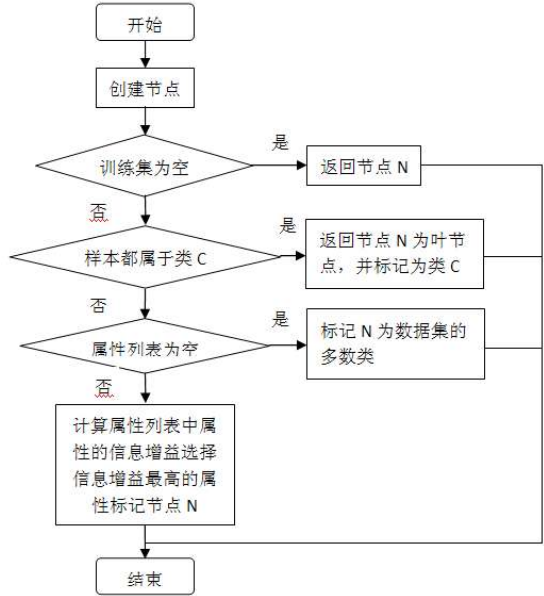 开始
创建节点
训练集为空
是
返回节点 N
否
样本都属于类 C
是
返回节点 N 为叶节
点，并标记为类 C
否
属性列表为空
是
标记 N 为数据集的
多数类
否
计算属性列表中属
性的信息增益选择
信息增益最高的属
性标记节点 N
结束